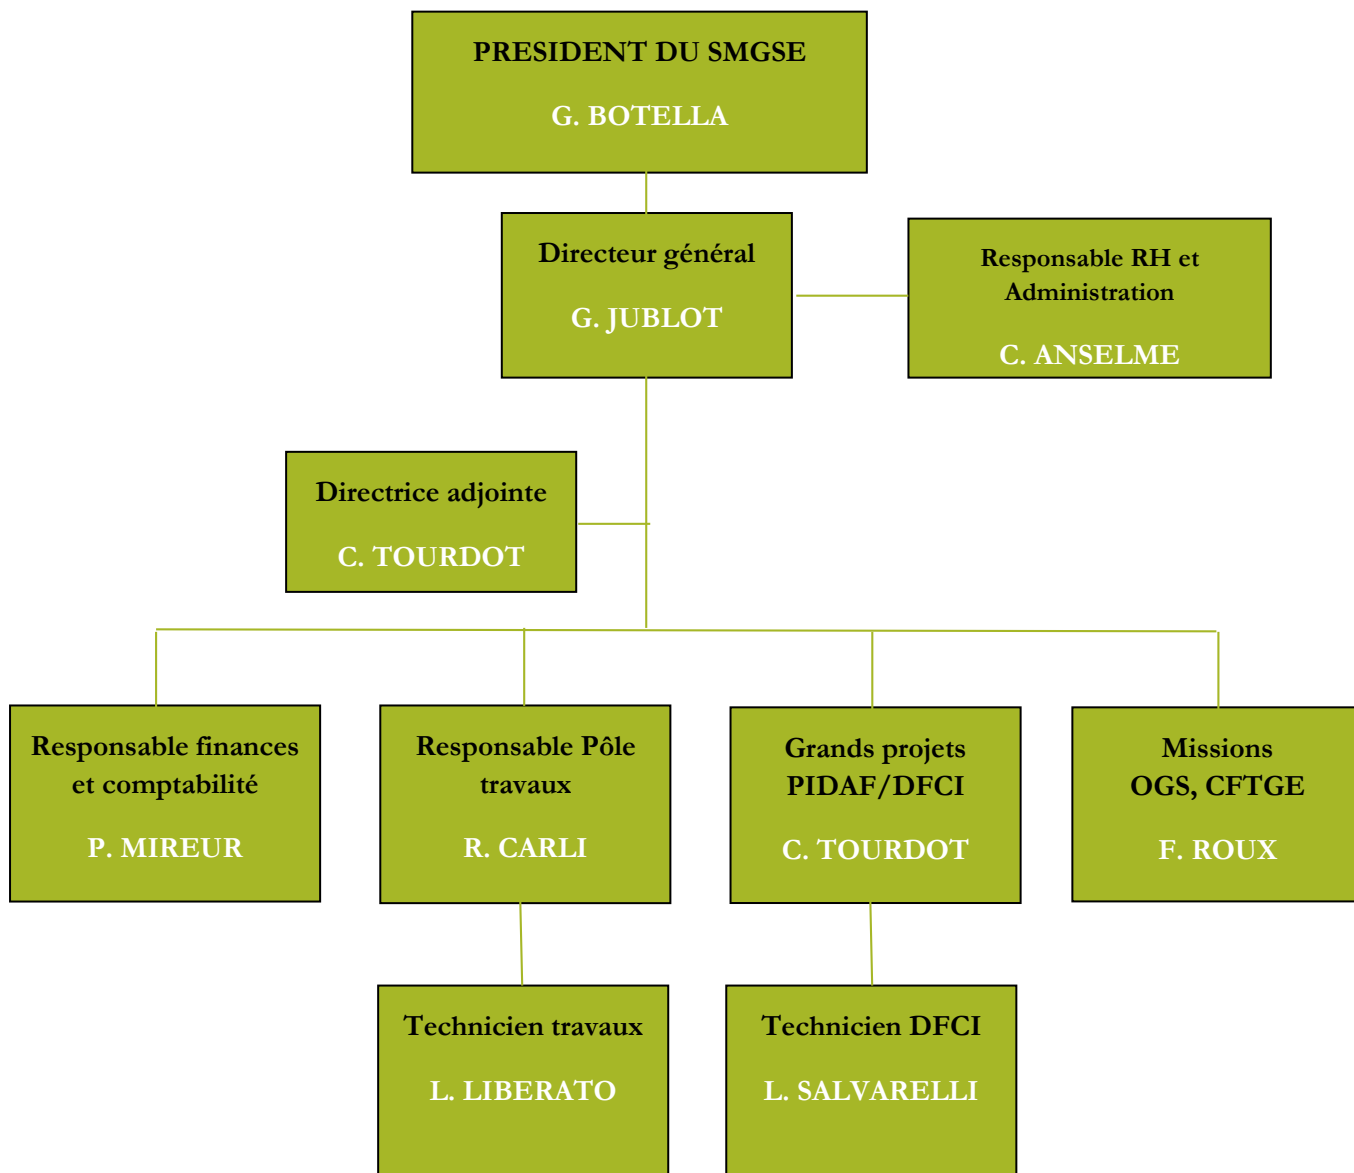 PRESIDENT DU SMGSE
G. BOTELLA
Directeur général
G. JUBLOT
Responsable RH et
Administration
C. ANSELME
Directrice adjointe
C. TOURDOT
Responsable finances
et comptabilité
P. MIREUR
Responsable Pôle
travaux
R. CARLI
Grands projets
PIDAF/DFCI
C. TOURDOT
Missions
OGS, CFTGE
F. ROUX
Technicien travaux
L. LIBERATO
Technicien DFCI
L. SALVARELLI